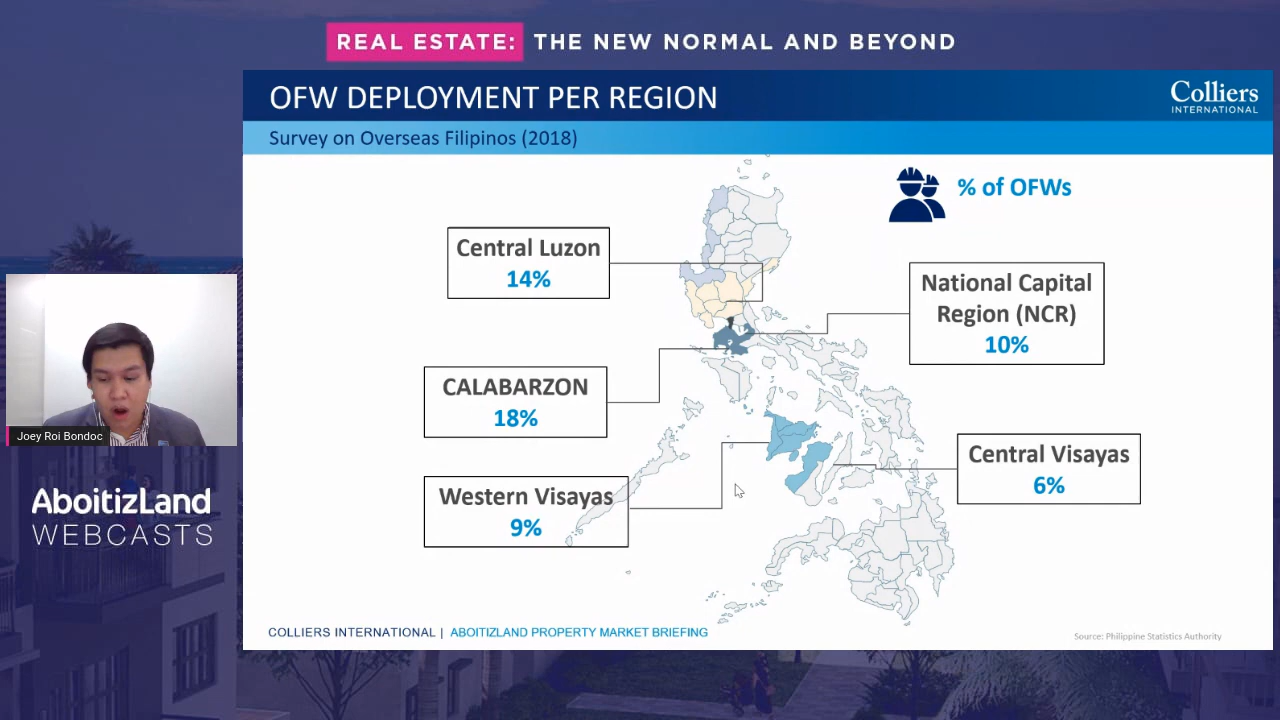 REAL ESTATE: THE NEW NORMAL AND BEYOND
OFW DEPLOYMENT PER REGION
Colliers
INTERNATIONAL
Survey on Overseas Filipinos (2018)
% of OFWs
Central Luzon
14%
National Capital
Region (NCR)
10%
CALABARZON
18%
Central Visayas
6%
Western Visayas
9%
Joey Roi Bondoc
AboitizLand
WEBCASTS
COLLIERS INTERNATIONAL | ABOITIZLAND PROPERTY MARKET BRIEFING
Source: Philippine Statistics Authority